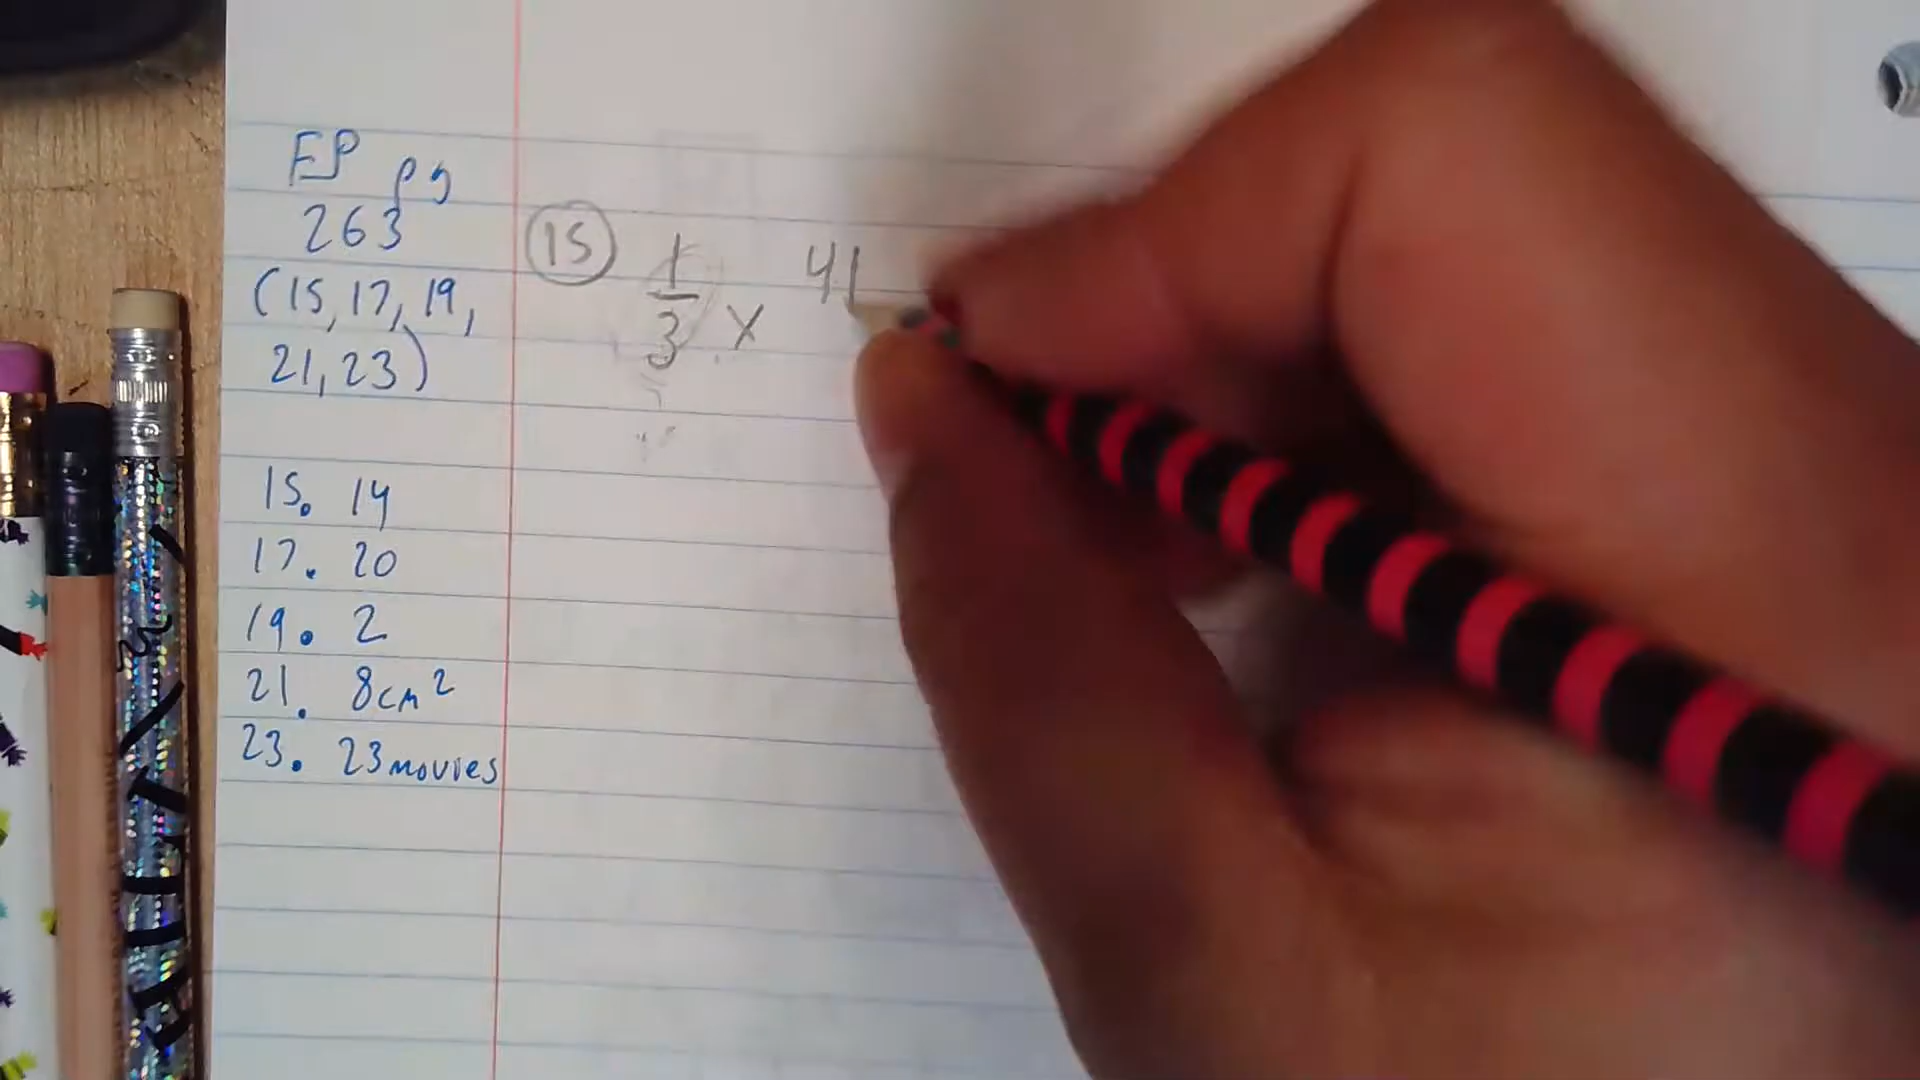 EP pg
263
(15, 17, 19,
21, 23)
15. 14
17. 20
19. 2
21. 8cm²
23. 23 movies
15 1/3 x 41